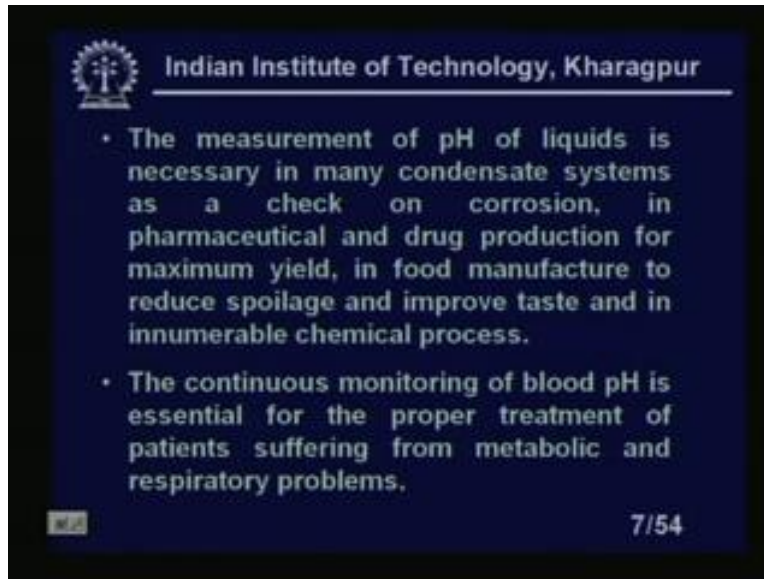 Indian Institute of Technology, Kharagpur
• The measurement of pH of liquids is
necessary in many condensate systems
as a check on corrosion, in
pharmaceutical and drug production for
maximum yield, in food manufacture to
reduce spoilage and improve taste and in
innumerable chemical process.
• The continuous monitoring of blood pH is
essential for the proper treatment of
patients suffering from metabolic and
respiratory problems.
7/54